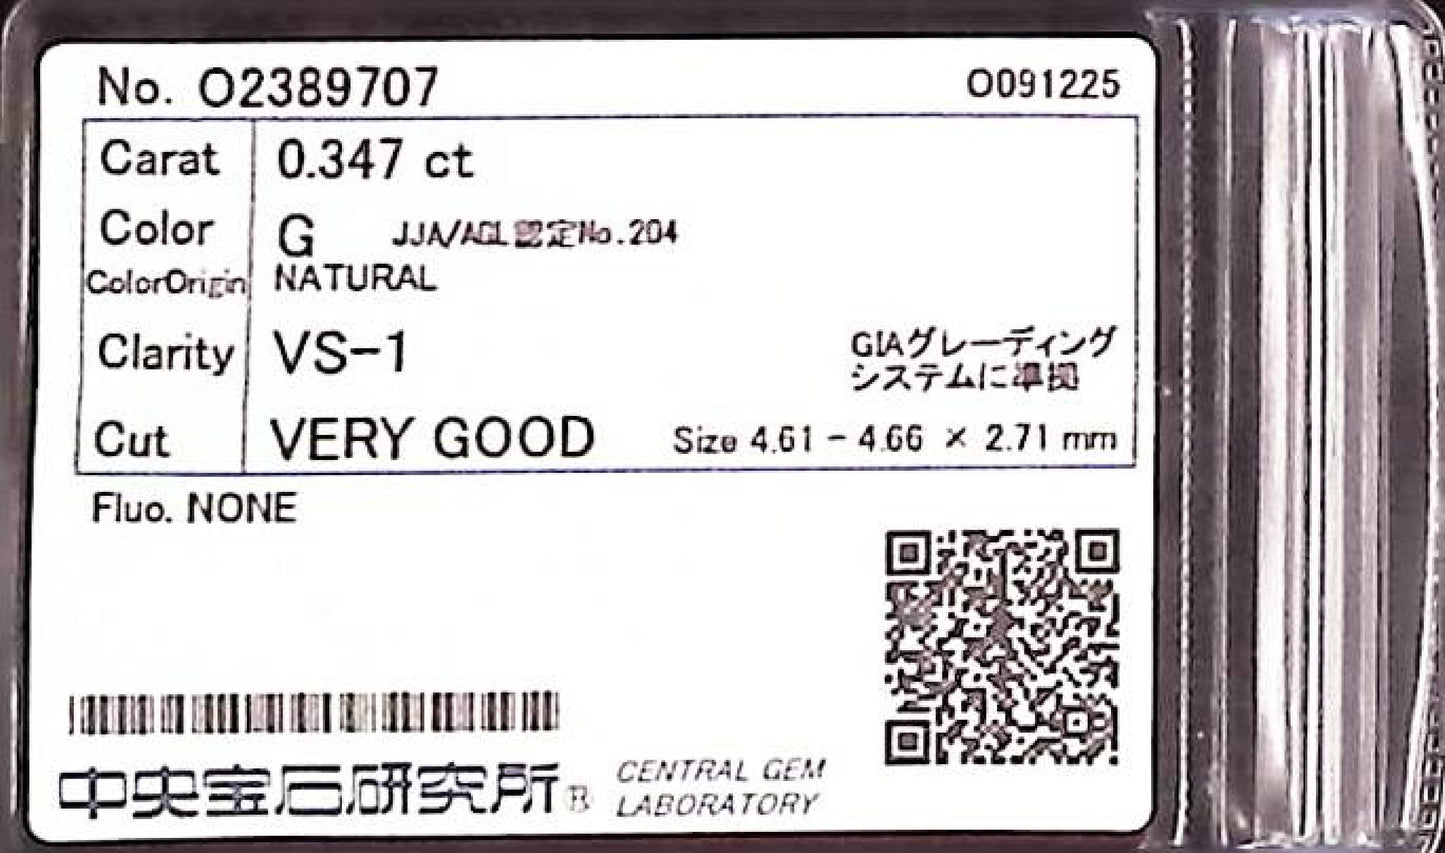 No. O2389707 O091225
Carat 0.347 ct
Color G JJA/AGL認定No.204
ColorOrigin NATURAL
Clarity VS-1 GIAグレーディング
システムに準拠
Cut VERY GOOD Size 4.61 - 4.66 × 2.71 mm
Fluo. NONE
中央宝石研究所® CENTRAL GEM
LABORATORY